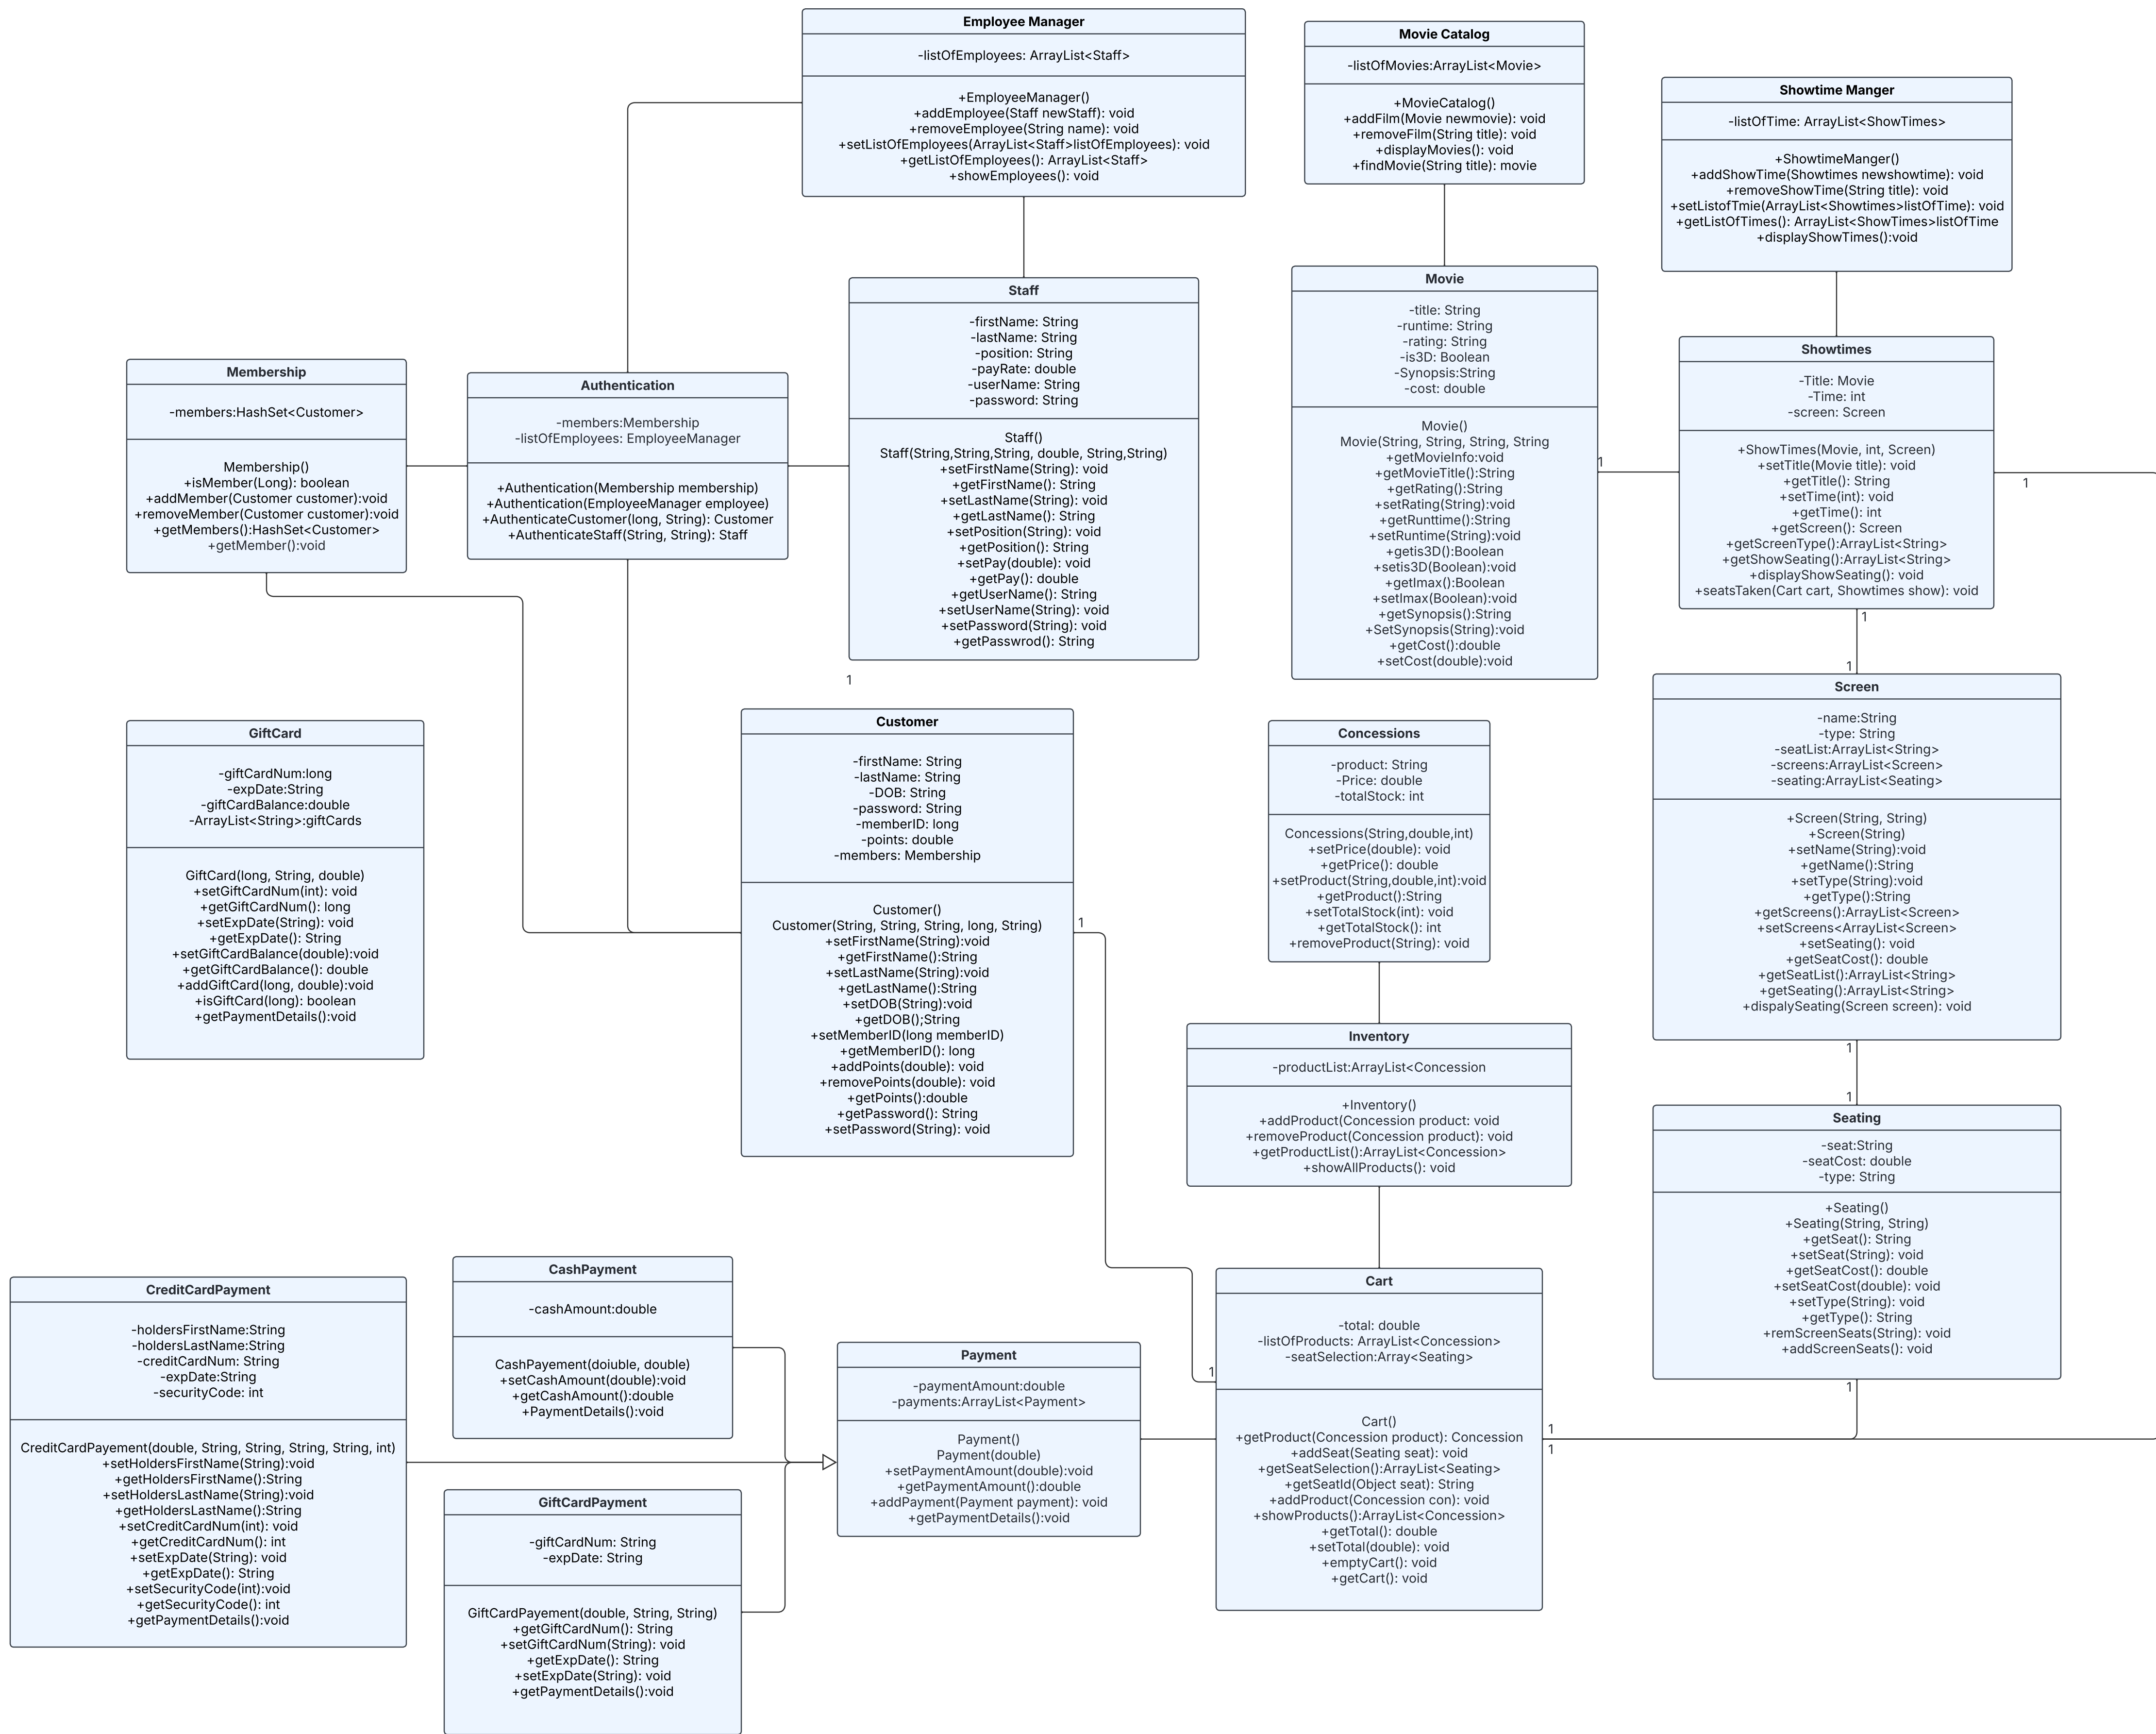 Employee Manager
-listOfEmployees: ArrayList<Staff>
+EmployeeManager()
+addEmployee(Staff newStaff): void
+removeEmployee(String name): void
+setListOfEmployees(ArrayList<Staff>listOfEmployees): void
+getListOfEmployees(): ArrayList<Staff>
+showEmployees(): void
Movie Catalog
-listOfMovies:ArrayList<Movie>
+MovieCatalog()
+addFilm(Movie newmovie): void
+removeFilm(String title): void
+displayMovies(): void
+findMovie(String title): movie
Showtime Manger
-listOfTime: ArrayList<ShowTimes>
+ShowtimeManger()
+addShowTime(Showtimes newshowtime): void
+removeShowTime(String title): void
+setListofTmie(ArrayList<Showtimes>listOfTime): void
+getListOfTimes(): ArrayList<ShowTimes>listOfTime
+displayShowTimes():void
Membership
-members:HashSet<Customer>
Membership()
+isMember(Long): boolean
+addMember(Customer customer):void
+removeMember(Customer customer):void
+getMembers():HashSet<Customer>
+getMember():void
Authentication
-members:Membership
-listOfEmployees: EmployeeManager
+Authentication(Membership membership)
+Authentication(EmployeeManager employee)
+AuthenticateCustomer(long, String): Customer
+AuthenticateStaff(String, String): Staff
Staff
-firstName: String
-lastName: String
-position: String
-payRate: double
-userName: String
-password: String
Staff()
Staff(String,String,String, double, String,String)
+setFirstName(String): void
+getFirstName(): String
+setLastName(String): void
+getLastName(): String
+setPosition(String): void
+getPosition(): String
+setPay(double): void
+getPay(): double
+getUserName(): String
+setUserName(String): void
+setPassword(String): void
+getPasswrod(): String
1
Movie
-title: String
-runtime: String
-rating: String
-is3D: Boolean
-Synopsis:String
-cost: double
Movie()
Movie(String, String, String, String
+getMovieInfo:void
+getMovieTitle():String
+getRating():String
+setRating(String):void
+getRunttime():String
+setRuntime(String):void
+getis3D():Boolean
+setis3D(Boolean):void
+getImax():Boolean
+setImax(Boolean):void
+getSynopsis():String
+SetSynopsis(String):void
+getCost():double
+setCost(double):void
1
Showtimes
-Title: Movie
-Time: int
-screen: Screen
+ShowTimes(Movie, int, Screen)
+setTitle(Movie title): void
+getTitle(): String
+setTime(int): void
+getTime(): int
+getScreen(): Screen
+getScreenType():ArrayList<String>
+getShowSeating():ArrayList<String>
+displayShowSeating(): void
+seatsTaken(Cart cart, Showtimes show): void
1
1
1
Screen
-name:String
-type: String
-seatList:ArrayList<String>
-screens:ArrayList<Screen>
-seating:ArrayList<Seating>
+Screen(String, String)
+Screen(String)
+setName(String):void
+getName():String
+setType(String):void
+getType():String
+getScreens():ArrayList<Screen>
+setScreens<ArrayList<Screen>
+setSeating(): void
+getSeatCost(): double
+getSeatList():ArrayList<String>
+getSeating():ArrayList<String>
+dispalySeating(Screen screen): void
1
1
GiftCard
-giftCardNum:long
-expDate:String
-giftCardBalance:double
-ArrayList<String>:giftCards
GiftCard(long, String, double)
+setGiftCardNum(int): void
+getGiftCardNum(): long
+setExpDate(String): void
+getExpDate(): String
+setGiftCardBalance(double):void
+getGiftCardBalance(): double
+addGiftCard(long, double):void
+isGiftCard(long): boolean
+getPaymentDetails():void
Customer
-firstName: String
-lastName: String
-DOB: String
-password: String
-memberID: long
-points: double
-members: Membership
Customer()
Customer(String, String, String, long, String)
+setFirstName(String):void
+getFirstName():String
+setLastName(String):void
+getLastName():String
+setDOB(String):void
+getDOB();String
+setMemberID(long memberID)
+getMemberID(): long
+addPoints(double): void
+removePoints(double): void
+getPoints():double
+getPassword(): String
+setPassword(String): void
1
Concessions
-product: String
-Price: double
-totalStock: int
Concessions(String,double,int)
+setPrice(double): void
+getPrice(): double
+setProduct(String,double,int):void
+getProduct():String
+setTotalStock(int): void
+getTotalStock(): int
+removeProduct(String): void
Inventory
-productList:ArrayList<Concession
+Inventory()
+addProduct(Concession product: void
+removeProduct(Concession product): void
+getProductList():ArrayList<Concession>
+showAllProducts(): void
Seating
-seat:String
-seatCost: double
-type: String
+Seating()
+Seating(String, String)
+getSeat(): String
+setSeat(String): void
+getSeatCost(): double
+setSeatCost(double): void
+setType(String): void
+getType(): String
+remScreenSeats(String): void
+addScreenSeats(): void
1
CreditCardPayment
-holdersFirstName:String
-holdersLastName:String
-creditCardNum: String
-expDate:String
-securityCode: int
CreditCardPayement(double, String, String, String, String, int)
+setHoldersFirstName(String):void
+getHoldersFirstName():String
+setHoldersLastName(String):void
+getHoldersLastName():String
+setCreditCardNum(int): void
+getCreditCardNum(): int
+setExpDate(String): void
+getExpDate(): String
+setSecurityCode(int):void
+getSecurityCode(): int
+getPaymentDetails():void
CashPayment
-cashAmount:double
CashPayement(doiuble, double)
+setCashAmount(double):void
+getCashAmount():double
+PaymentDetails():void
GiftCardPayment
-giftCardNum: String
-expDate: String
GiftCardPayement(double, String, String)
+getGiftCardNum(): String
+setGiftCardNum(String): void
+getExpDate(): String
+setExpDate(String): void
+getPaymentDetails():void
Payment
-paymentAmount:double
-payments:ArrayList<Payment>
Payment()
Payment(double)
+setPaymentAmount(double):void
+getPaymentAmount():double
+addPayment(Payment payment): void
+getPaymentDetails():void
1
Cart
-total: double
-listOfProducts: ArrayList<Concession>
-seatSelection:Array<Seating>
Cart()
+getProduct(Concession product): Concession
+addSeat(Seating seat): void
+getSeatSelection():ArrayList<Seating>
+getSeatId(Object seat): String
+addProduct(Concession con): void
+showProducts():ArrayList<Concession>
+getTotal(): double
+setTotal(double): void
+emptyCart(): void
+getCart(): void
1
1